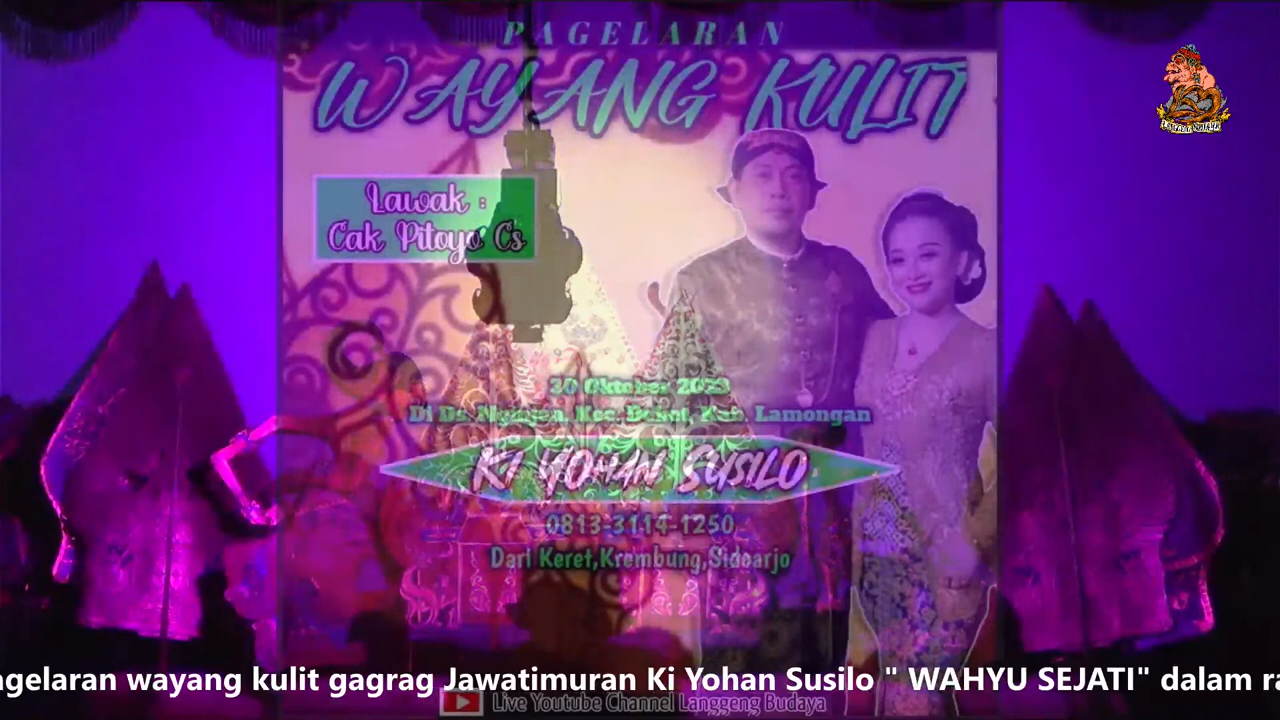 PAGELARAN
WAYANG KULIT
Lawak :
Cak Pitoyo Cs
30 Oktober 2023
Di Ds. Kec. Deket, Kab. Lamongan
KI YOHAN SUSILO
0813-3114-1250
Dari Keret,Krembung,Sidoarjo
agelaran wayang kulit gagrag Jawatimuran Ki Yohan Susilo " WAHYU SEJATI" dalam ra
Live Youtube Channel Langgeng Budaya